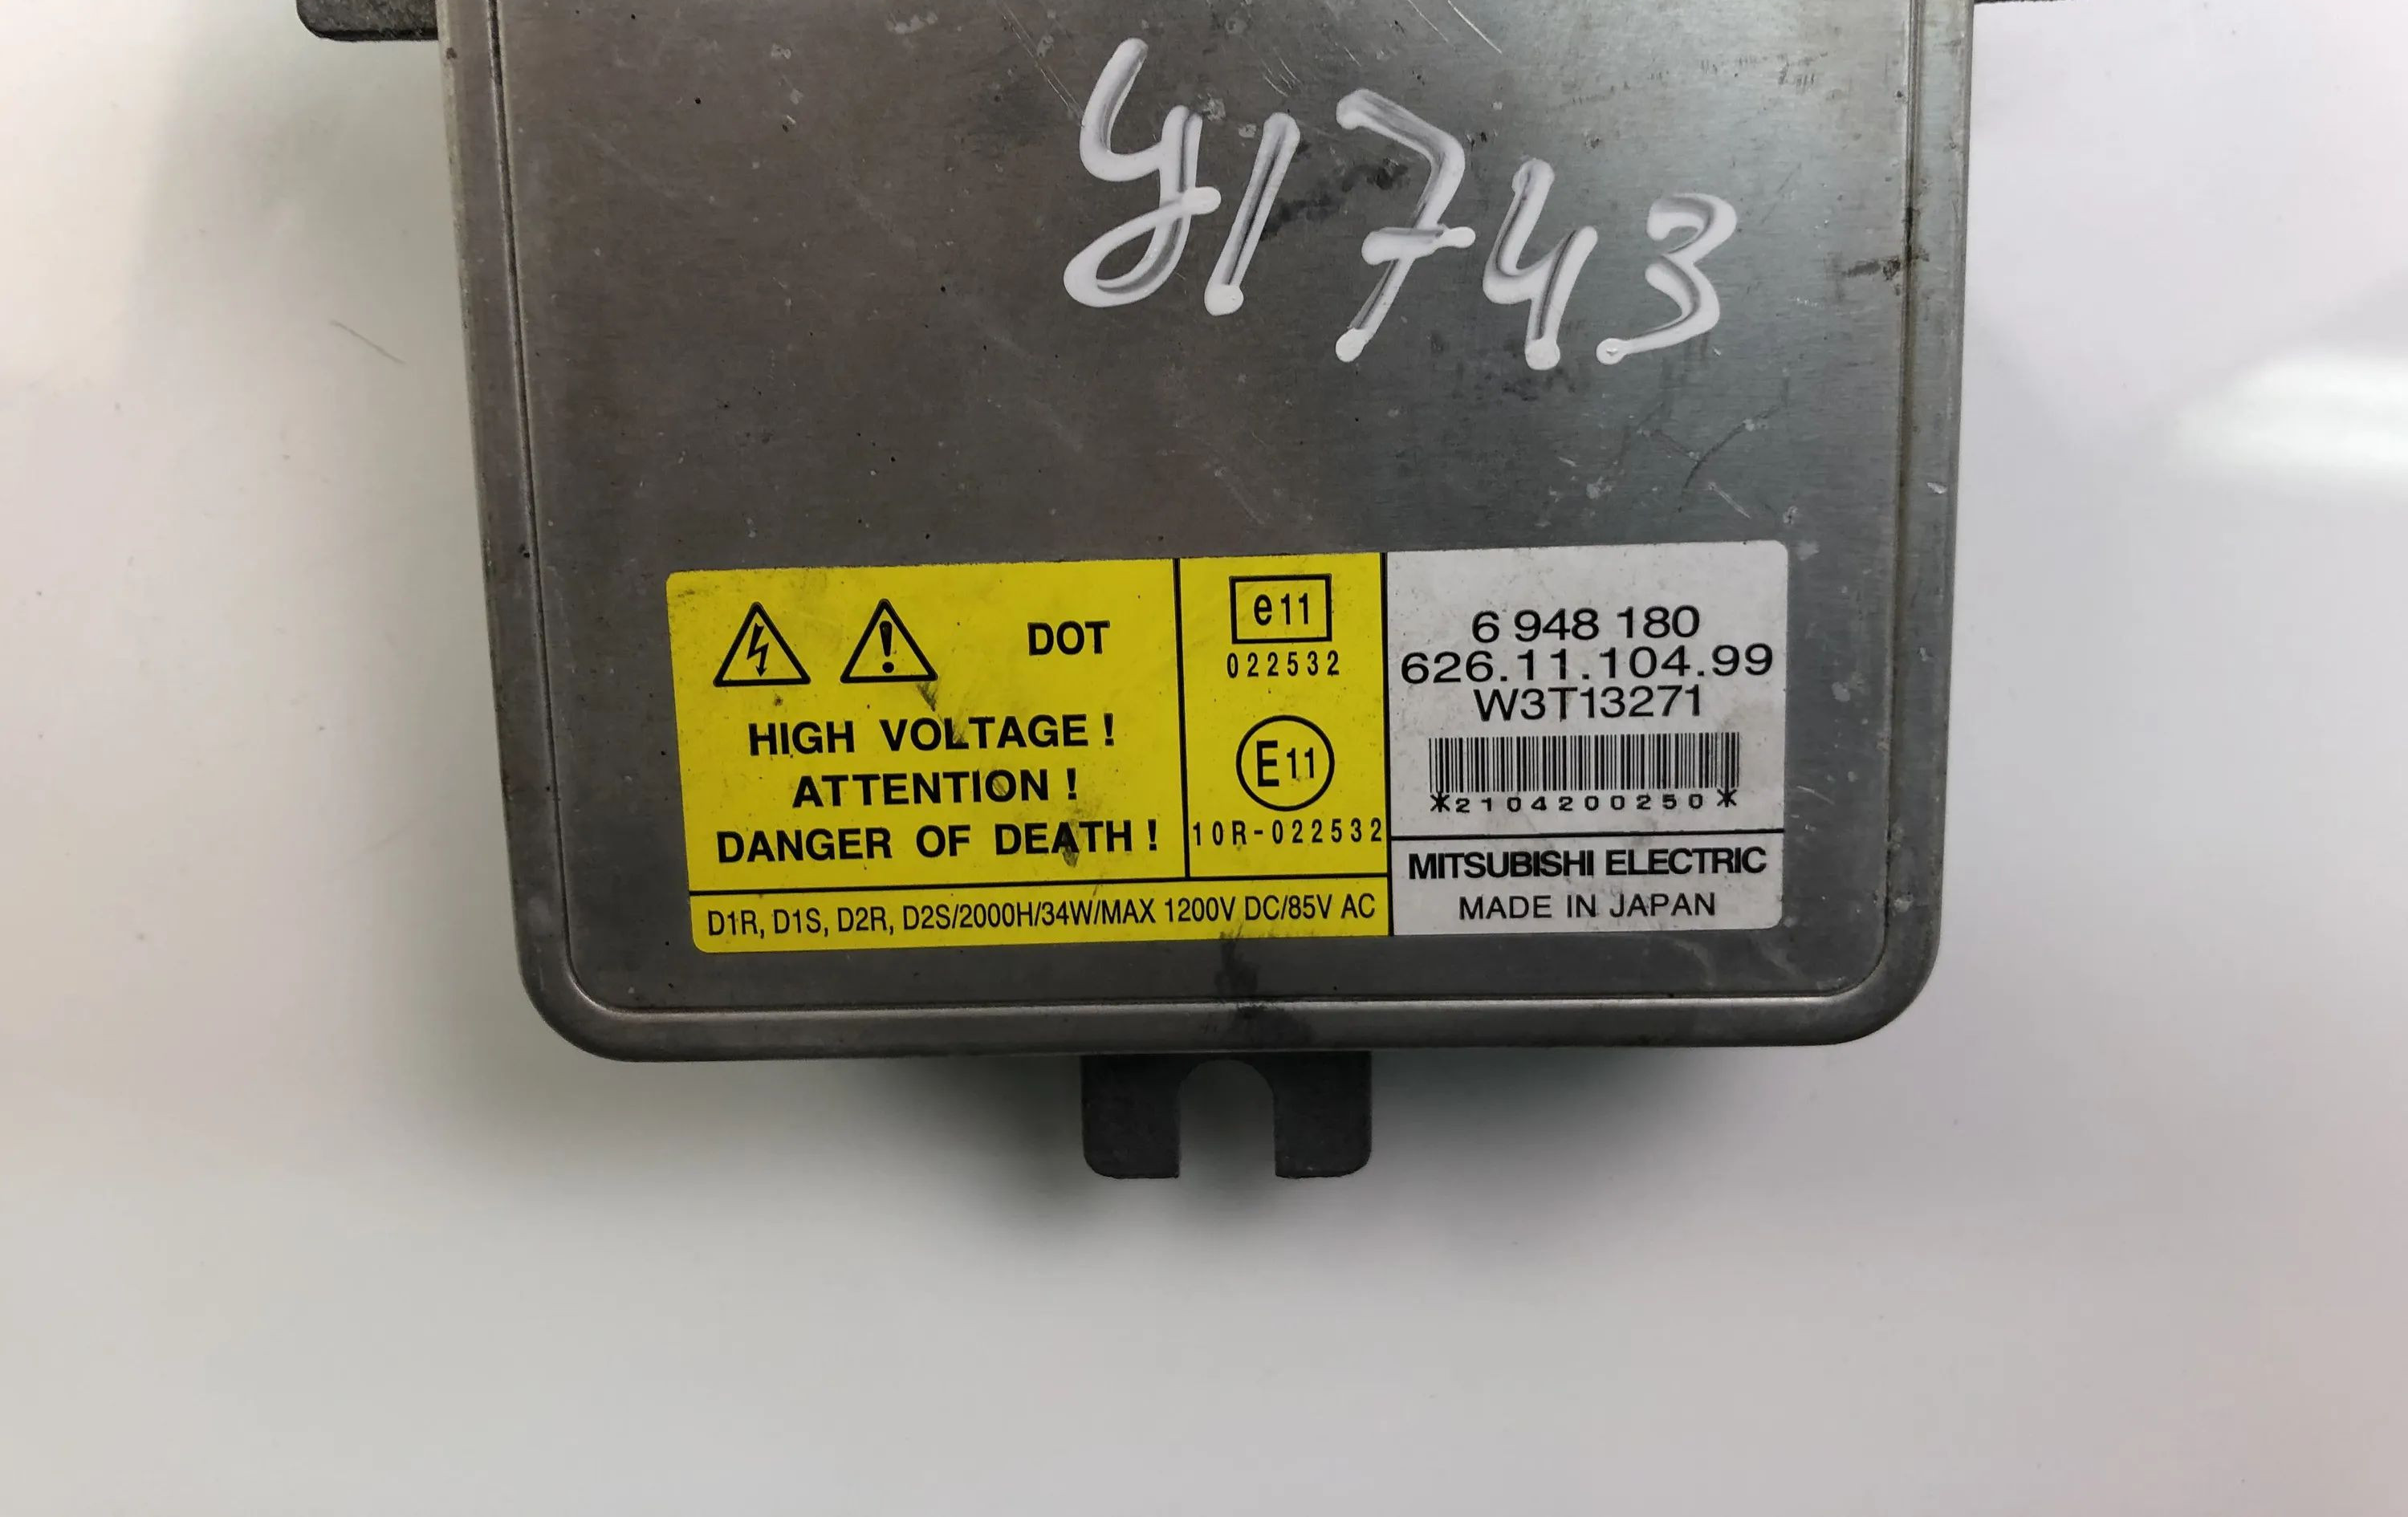 y1743
DOT
HIGH VOLTAGE !
ATTENTION !
DANGER OF DEATH !
e11
022532
E11
10R-022532
D1R, D1S, D2R, D2S/2000H/34W/MAX 1200V DC/85V AC
6 948 180
626.11.104.99
W3T13271
*2104200250*
MITSUBISHI ELECTRIC
MADE IN JAPAN